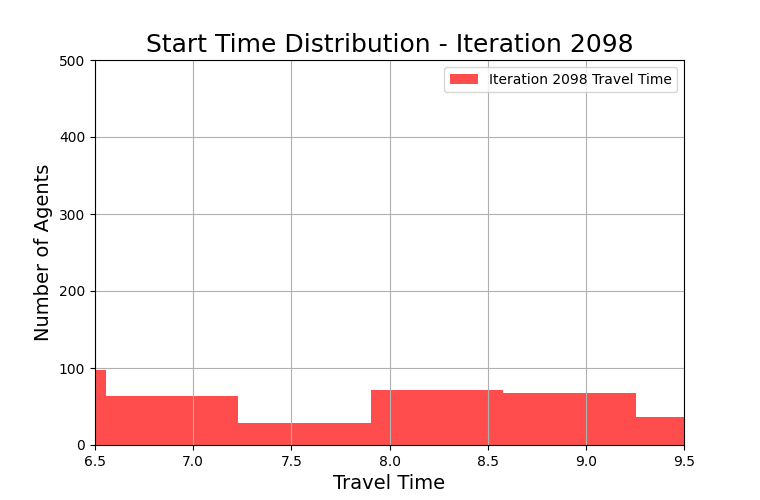 Start Time Distribution - Iteration 2098
500
400
300
200
100
0
Number of Agents
Iteration 2098 Travel Time
6.5 7.0 7.5 8.0 8.5 9.0 9.5
Travel Time